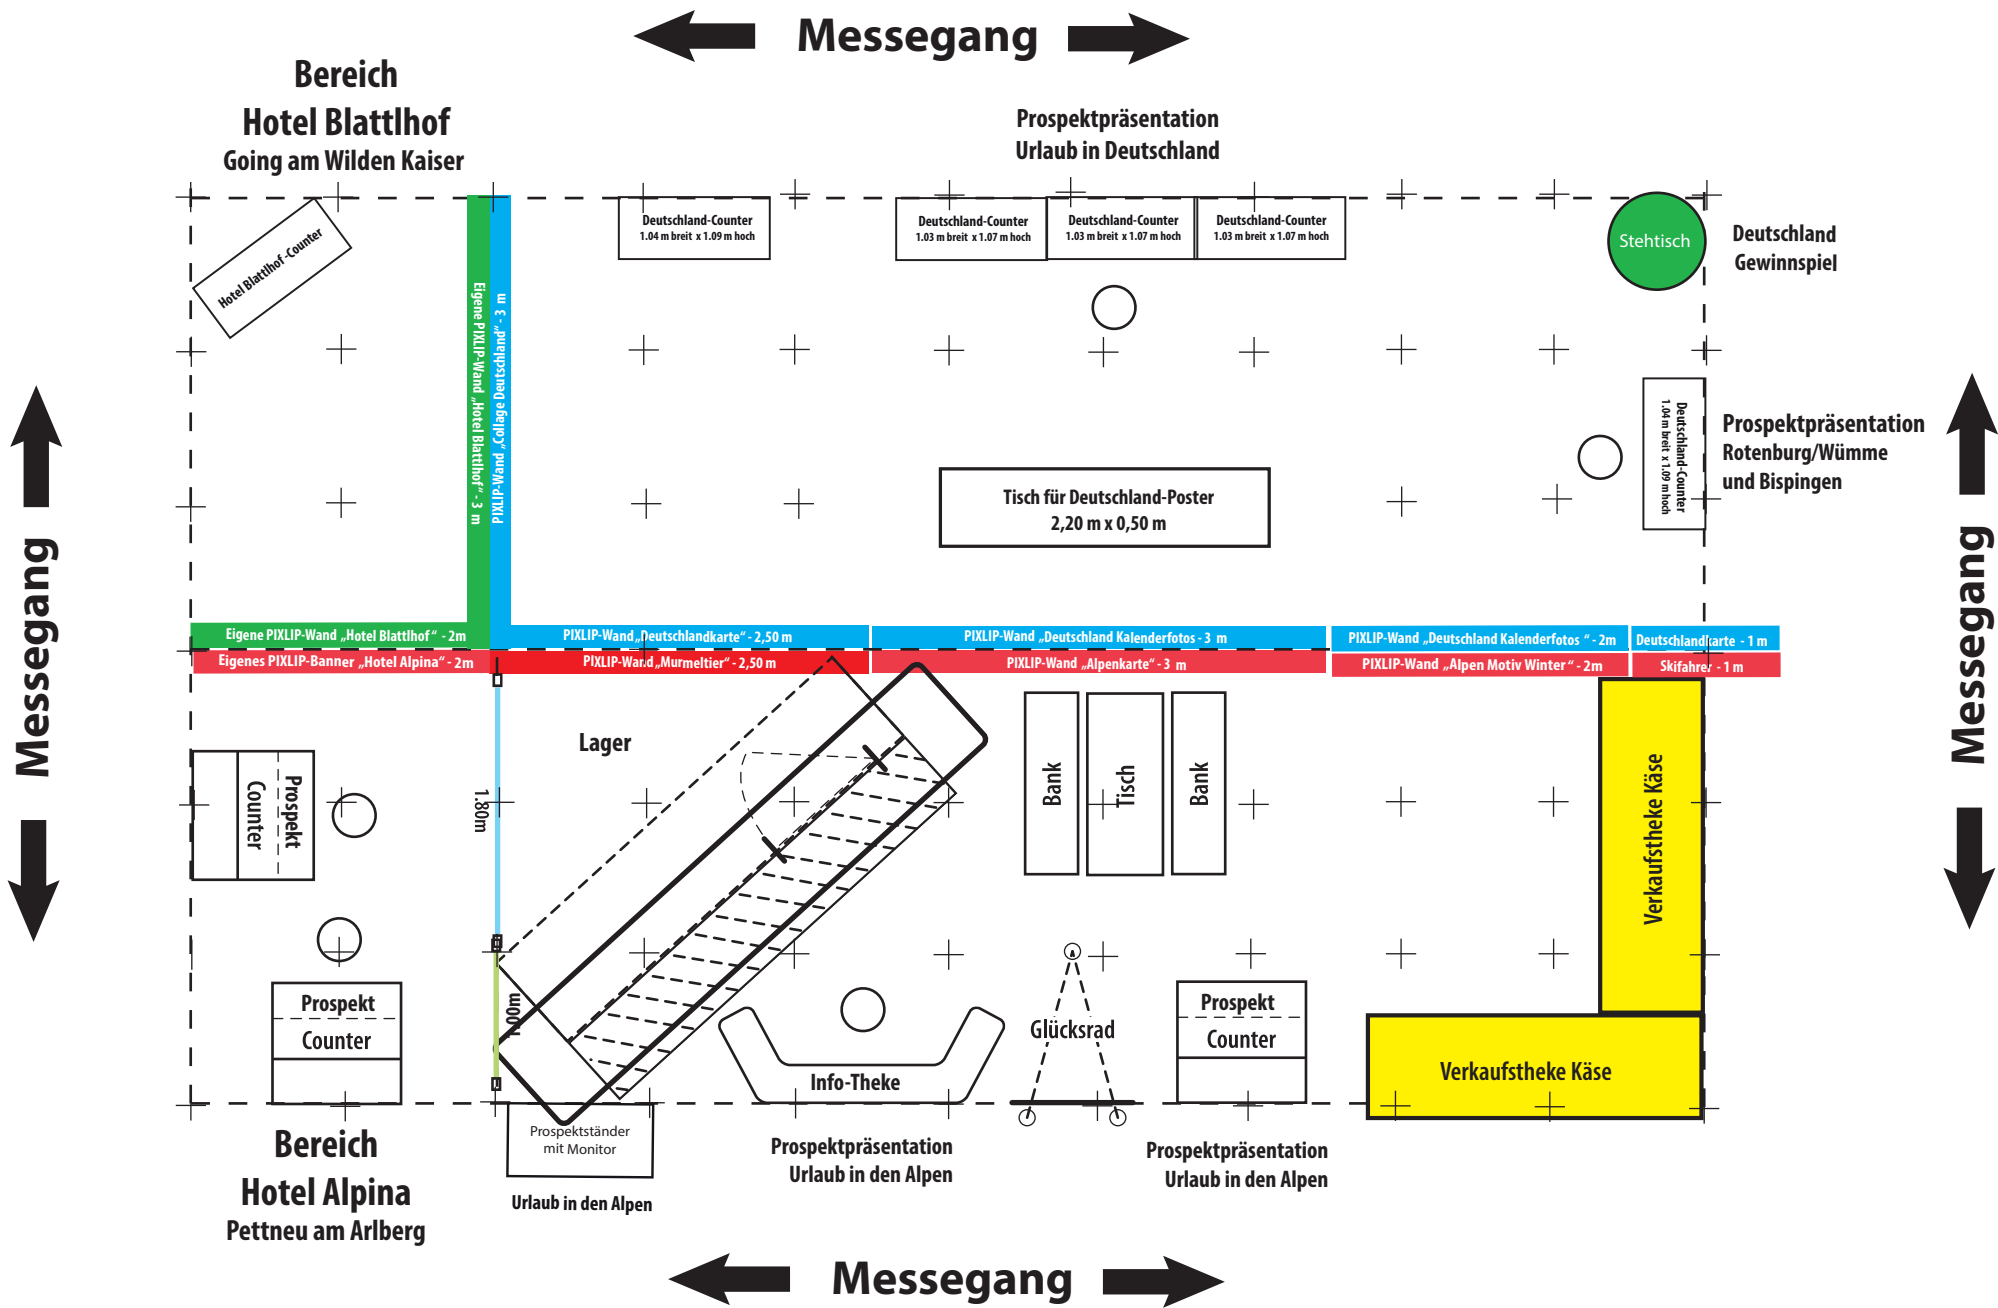 Messegang
Bereich
Hotel Blattlhof
Going am Wilden Kaiser
Prospektpräsentation
Urlaub in Deutschland
Hotel Blattlhof -Counter
Deutschland-Counter
1.04 m breit x 1.09 m hoch
Deutschland-Counter
1.03 m breit x 1.07 m hoch
Deutschland-Counter
1.03 m breit x 1.07 m hoch
Deutschland-Counter
1.03 m breit x 1.07 m hoch
Stehtisch
Deutschland
Gewinnspiel
Eigene PIXLIP-Wand „Hotel Blattlhof“ - 3 m
PIXLIP-Wand „Collage Deutschland“ - 3 m
Deutschland-Counter
1.04 m breit x 1.09 m hoch
Prospektpräsentation
Rotenburg/Wümme
und Bispingen
Tisch für Deutschland-Poster
2,20 m x 0,50 m
Messegang
Messegang
Eigene PIXLIP-Wand „Hotel Blattlhof“ - 2m
PIXLIP-Wand „Deutschlandkarte“ - 2,50 m
PIXLIP-Wand „Deutschland Kalenderfotos - 3 m
PIXLIP-Wand „Deutschland Kalenderfotos “ - 2m
Deutschlandkarte - 1 m
Eigenes PIXLIP-Banner „Hotel Alpina“ - 2m
PIXLIP-Wand „Murmeltier“ - 2,50 m
PIXLIP-Wand „Alpenkarte“ - 3 m
PIXLIP-Wand „Alpen Motiv Winter“ - 2m
Skifahrer - 1 m
Lager
Prospekt
Counter
1.80m
Bank
Tisch
Bank
Verkaufstheke Käse
Prospekt
Counter
1.00m
Info-Theke
Glücksrad
Prospekt
Counter
Verkaufstheke Käse
Prospektständer
mit Monitor
Urlaub in den Alpen
Prospektpräsentation
Urlaub in den Alpen
Prospektpräsentation
Urlaub in den Alpen
Bereich
Hotel Alpina
Pettneu am Arlberg
Messegang